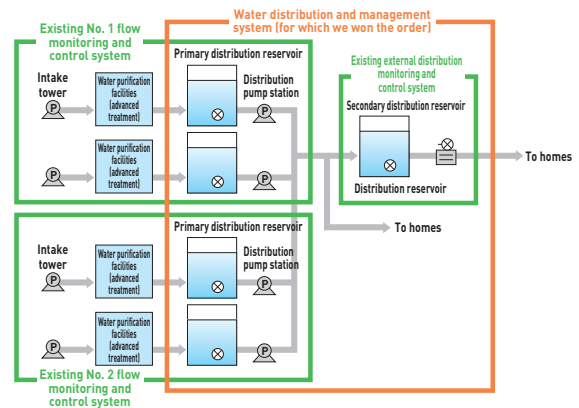 Water distribution and management
system (for which we won the order)
Existing No. 1 flow
monitoring and
control system
Primary distribution reservoir
Existing external distribution
monitoring and
control system
Intake
tower
Water purification
facilities
(advanced
treatment)
Distribution
pump station
Secondary distribution reservoir
P
P
Water purification
facilities
(advanced
treatment)
P
P
To homes
Distribution reservoir
Primary distribution reservoir
To homes
Intake
tower
Water purification
facilities
(advanced
treatment)
Distribution
pump station
P
P
Water purification
facilities
(advanced
treatment)
P
P
Existing No. 2 flow
monitoring and
control system